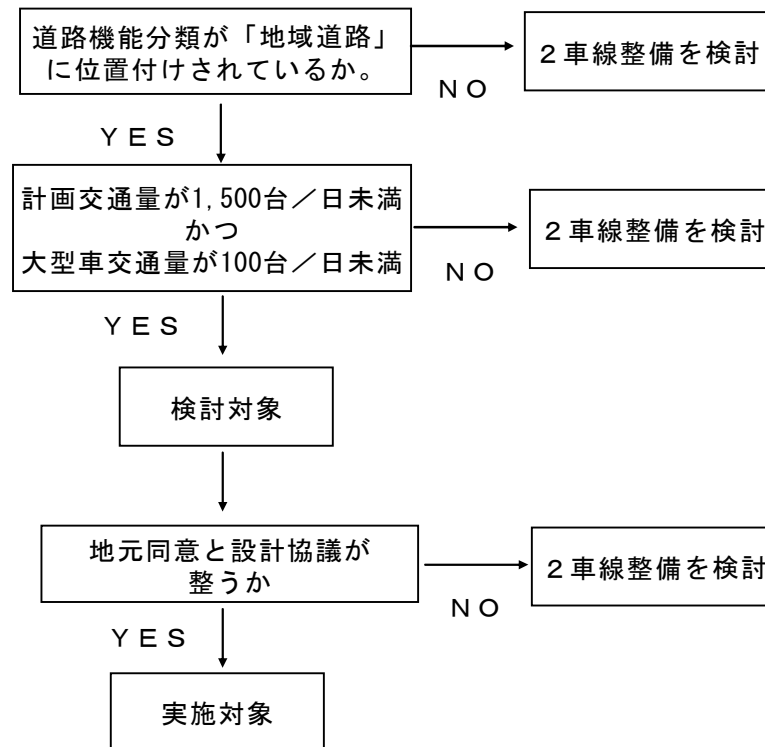 道路機能分類が「地域道路」
に位置付けされているか。
２車線整備を検討
ＮＯ
ＹＥＳ
計画交通量が1,500台／日未満
かつ
大型車交通量が100台／日未満
２車線整備を検討
ＮＯ
ＹＥＳ
検討対象
地元同意と設計協議が
整うか
２車線整備を検討
ＮＯ
ＹＥＳ
実施対象